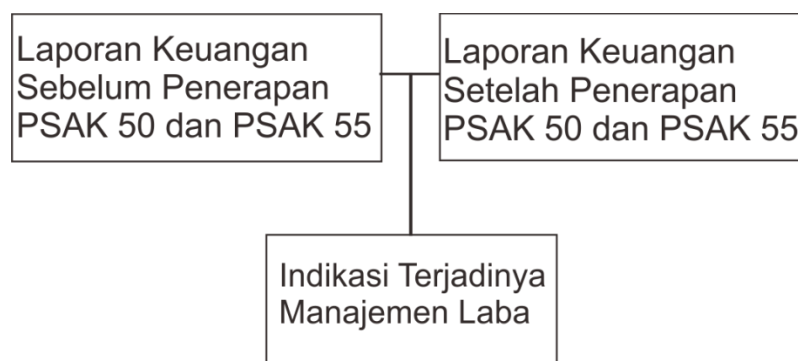 Laporan Keuangan
Sebelum Penerapan
PSAK 50 dan PSAK 55
Laporan Keuangan
Setelah Penerapan
PSAK 50 dan PSAK 55
Indikasi Terjadinya
Manajemen Laba